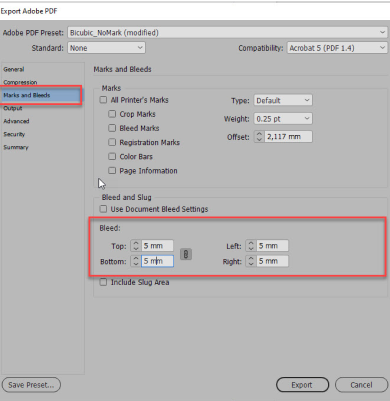 Export Adobe PDF
Adobe PDF Preset: Bicubic_NoMark (modified)
Standard: None Compatibility: Acrobat 5 (PDF 1.4)
General
Compression
Marks and Bleeds
Output
Advanced
Security
Summary
Marks and Bleeds
Marks
All Printer's Marks
Crop Marks
Bleed Marks
Registration Marks
Color Bars
Page Information
Type: Default
Weight: 0.25 pt
Offset: 2,117 mm
Bleed and Slug
Use Document Bleed Settings
Bleed:
Top: 5 mm Left: 5 mm
Bottom: 5 mm Right: 5 mm
Include Slug Area
Save Preset... Export Cancel